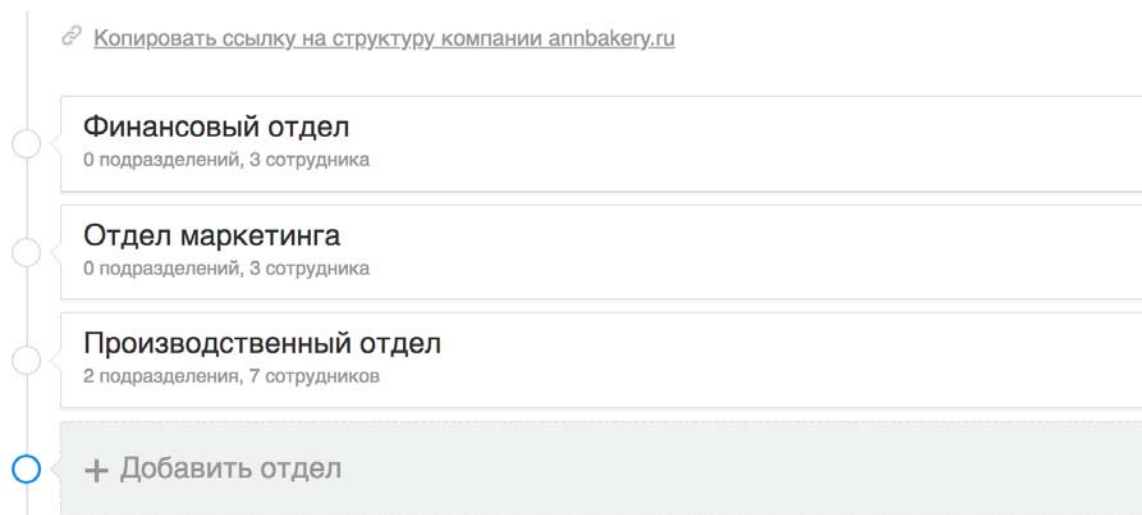 Копировать ссылку на структуру компании annbakery.ru
Финансовый отдел
0 подразделений, 3 сотрудника
Отдел маркетинга
0 подразделений, 3 сотрудника
Производственный отдел
2 подразделения, 7 сотрудников
+ Добавить отдел